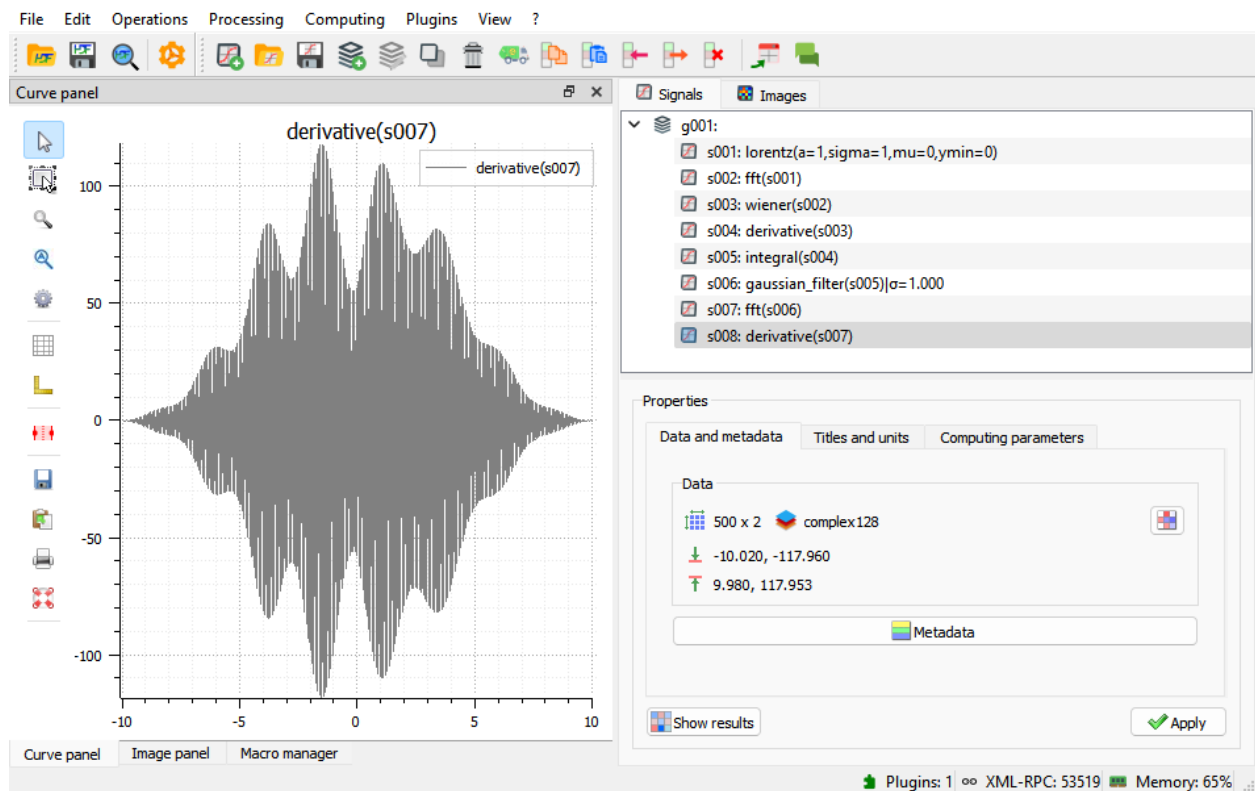 File Edit Operations Processing Computing Plugins View ?
Curve panel
derivative(s007)
derivative(s007)
100
50
0
-50
-100
-10 -5 0 5 10
Curve panel Image panel Macro manager
Signals Images
g001:
s001: lorentz(a=1,sigma=1,mu=0,ymin=0)
s002: fft(s001)
s003: wiener(s002)
s004: derivative(s003)
s005: integral(s004)
s006: gaussian_filter(s005)|σ=1.000
s007: fft(s006)
s008: derivative(s007)
Properties
Data and metadata Titles and units Computing parameters
Data
500 x 2 complex128
-10.020, -117.960
9.980, 117.953
Metadata
Show results Apply
Plugins: 1 XML-RPC: 53519 Memory: 65%